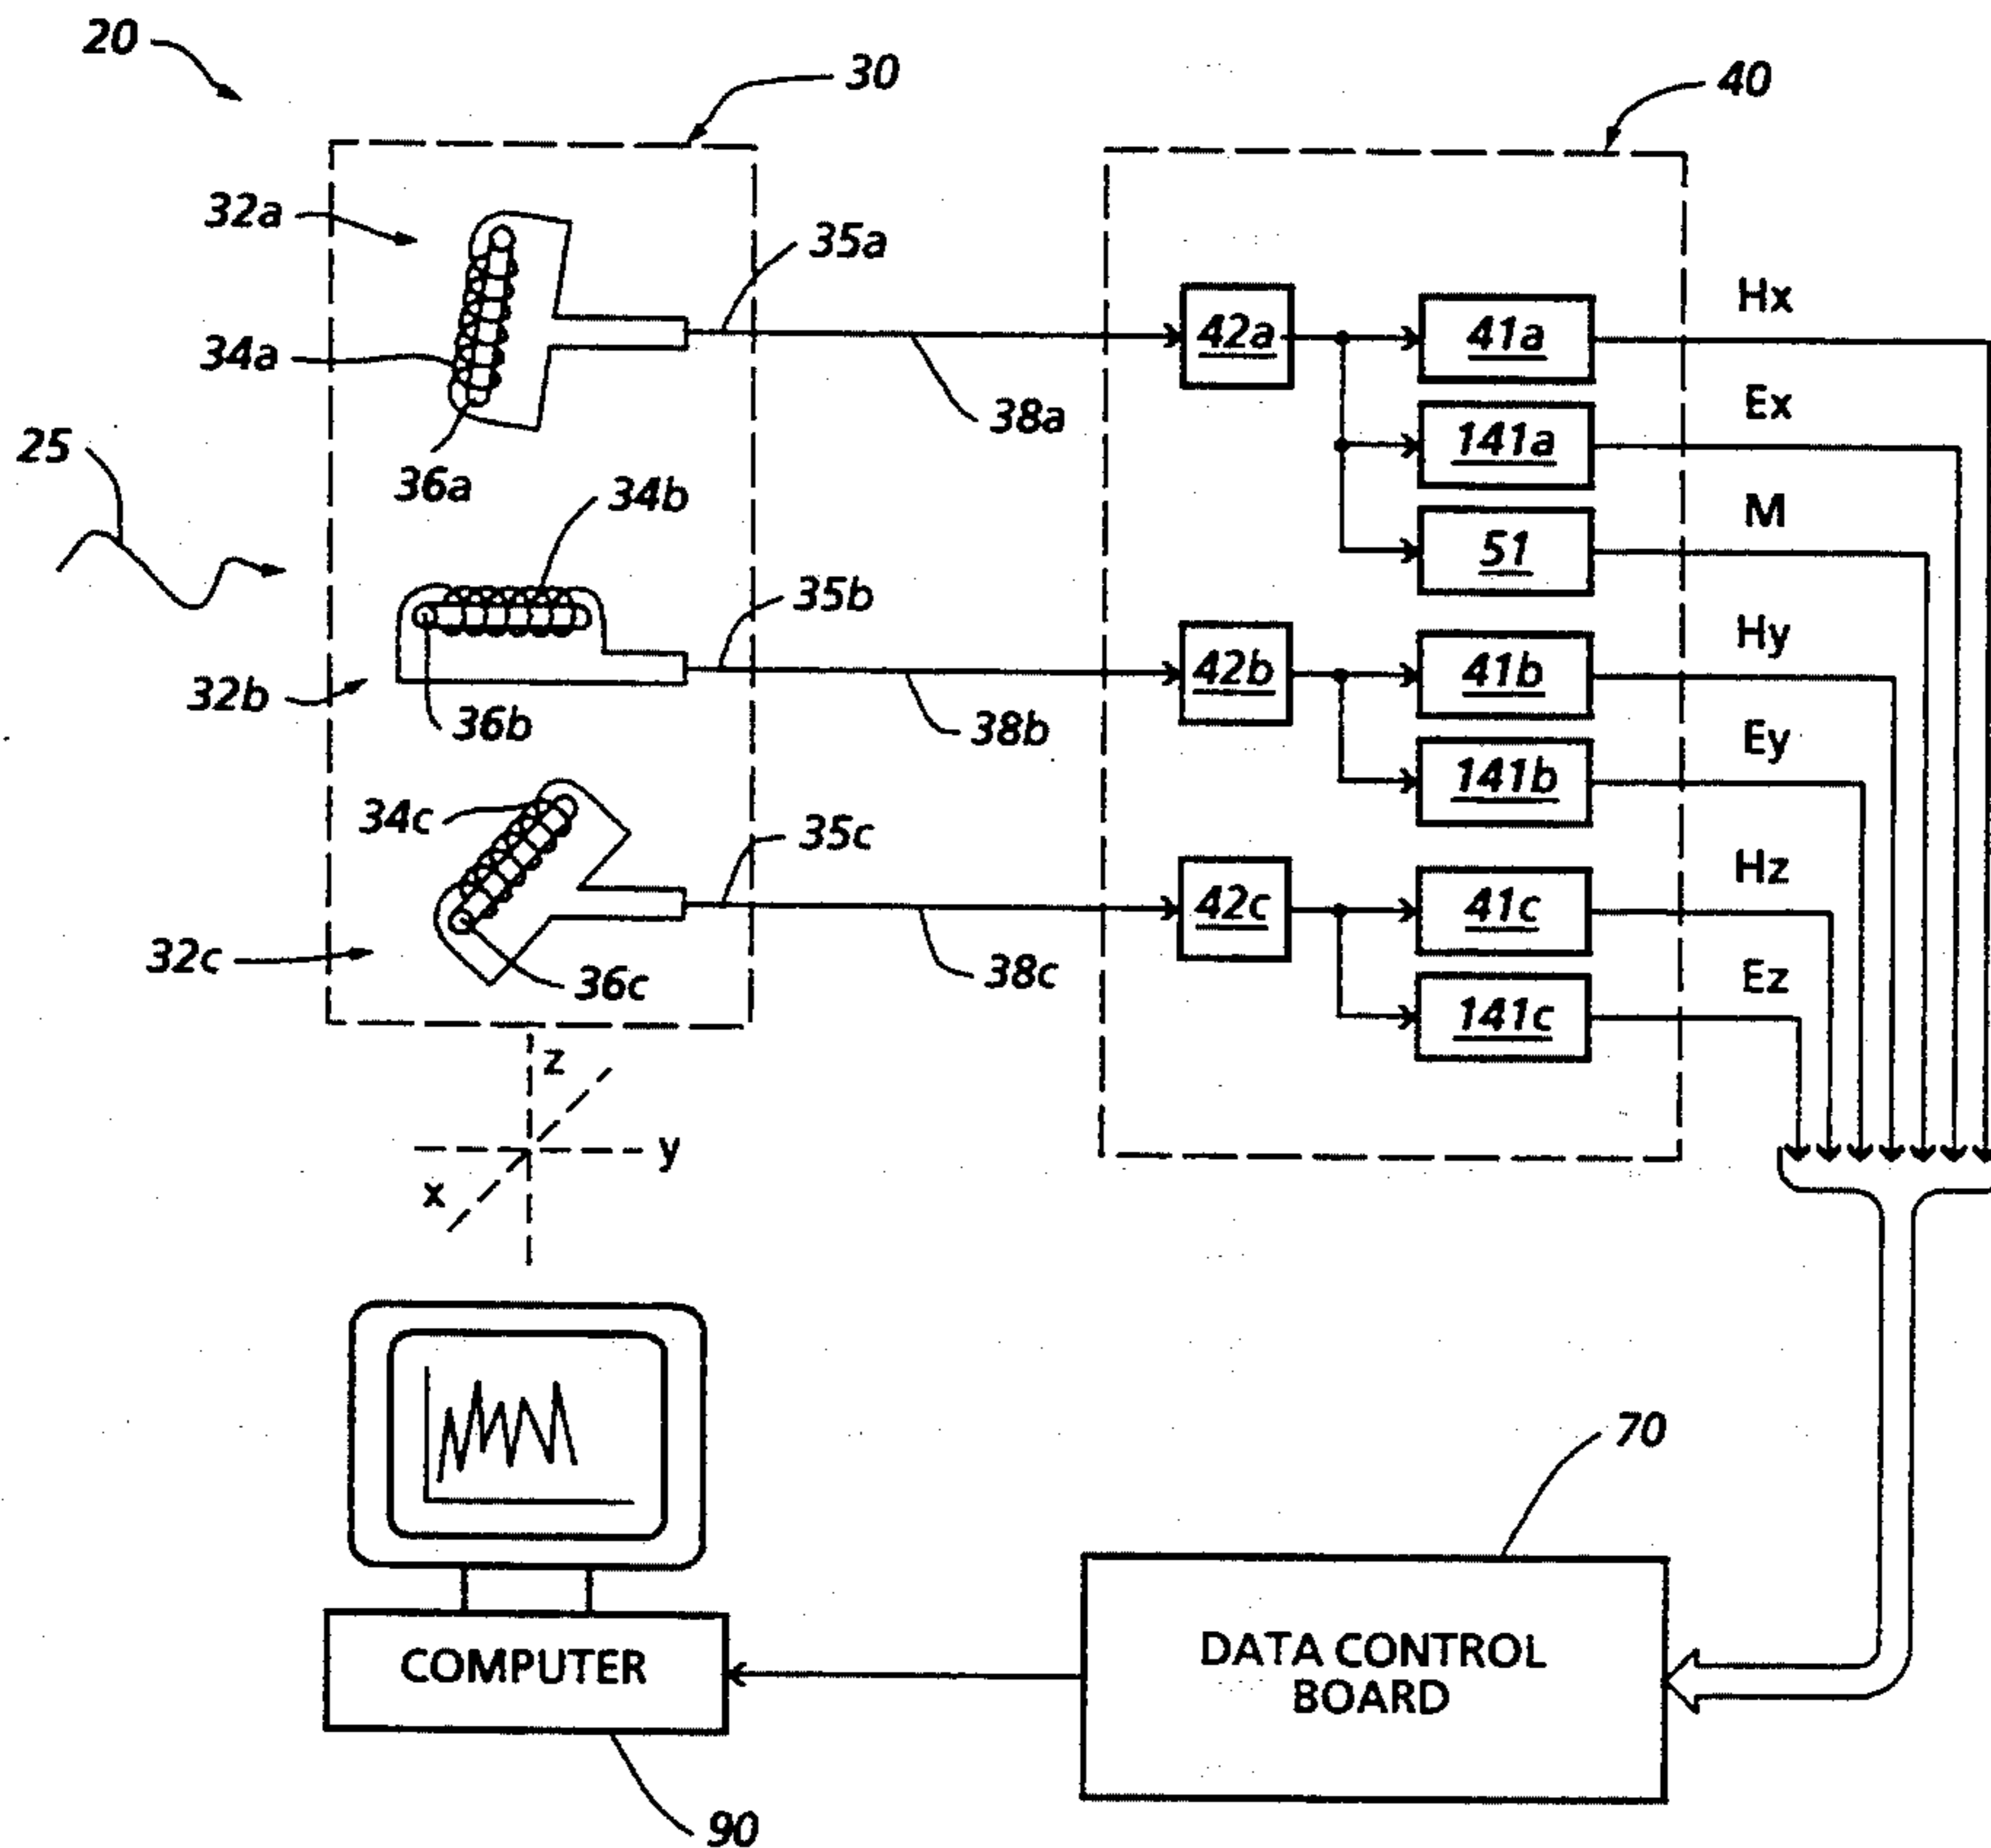 20
30
40
32a
35a
Hx
42a
41a
34a
38a
Ex
141a
25
36a
34b
M
51
35b
Hy
42b
41b
32b
36b
38b
Ey
141b
34c
35c
Hz
42c
41c
32c
36c
38c
Ez
141c
z
y
x
70
COMPUTER
DATA CONTROL
BOARD
90